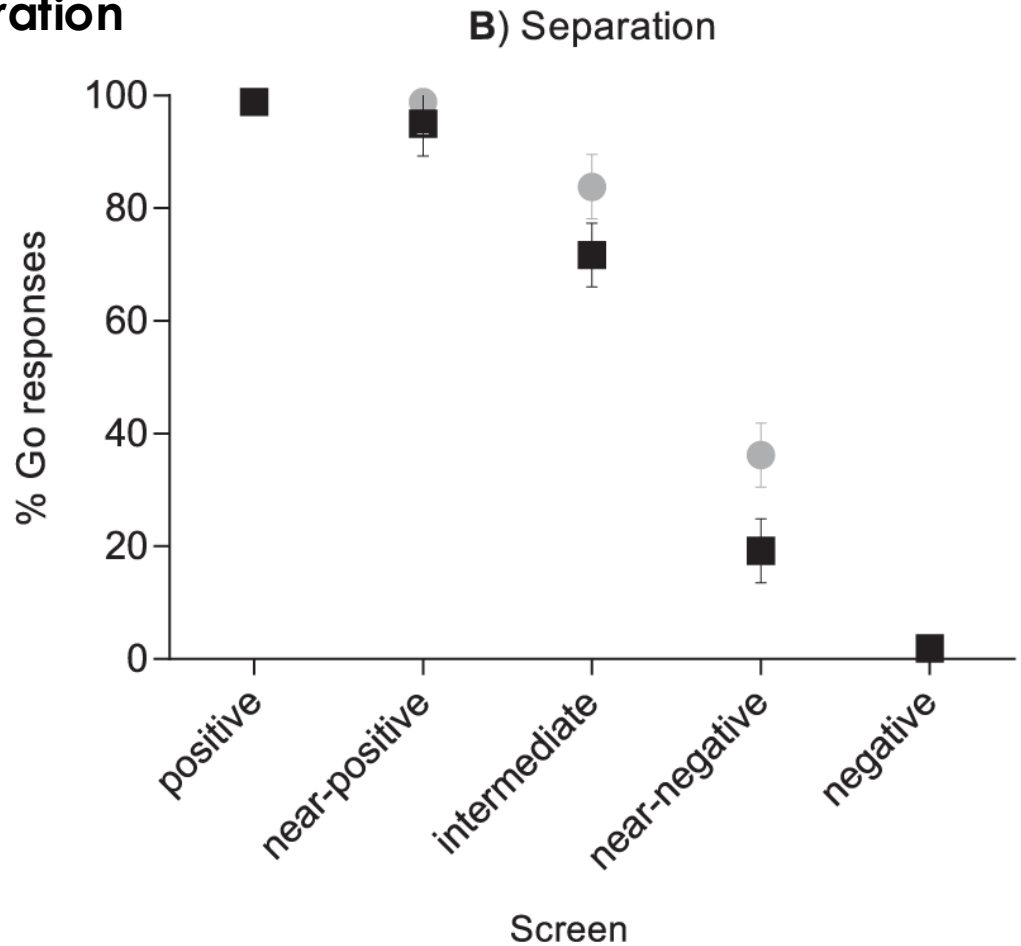 ration
B) Separation
100
80
60
40
20
0
% Go responses
positive
near-positive
intermediate
near-negative
negative
Screen